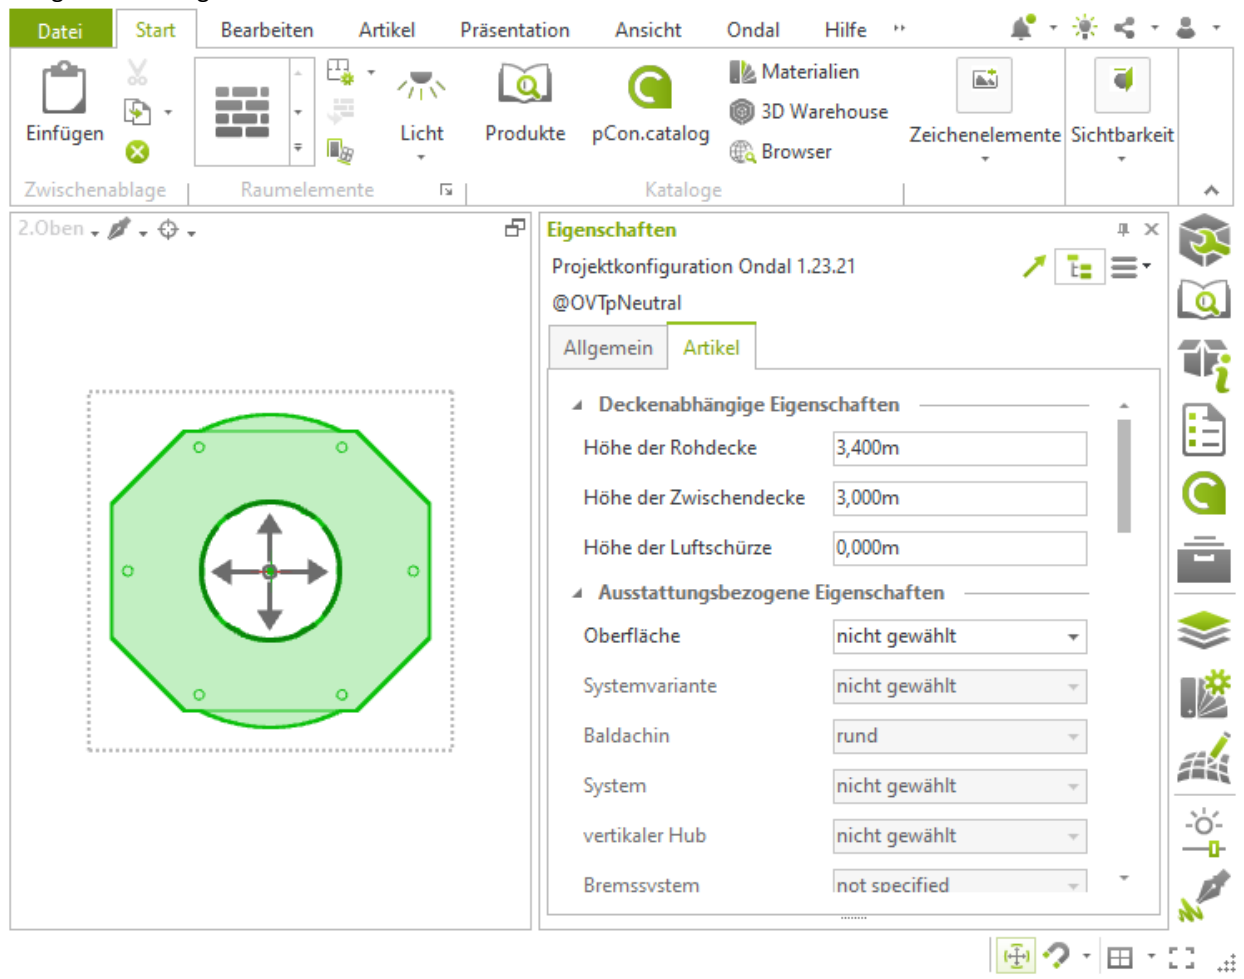 Datei Start Bearbeiten Artikel Präsentation Ansicht Ondal Hilfe
Einfügen
Licht
Produkte
pCon.catalog
Materialien
3D Warehouse
Browser
Zeichenelemente
Sichtbarkeit
Zwischenablage Raumelemente Kataloge
2.Oben
Eigenschaften
Projektkonfiguration Ondal 1.23.21
@OVTpNeutral
Allgemein Artikel
Deckenabhängige Eigenschaften
Höhe der Rohdecke 3,400m
Höhe der Zwischendecke 3,000m
Höhe der Luftschürze 0,000m
Ausstattungsbezogene Eigenschaften
Oberfläche nicht gewählt
Systemvariante nicht gewählt
Baldachin rund
System nicht gewählt
vertikaler Hub nicht gewählt
Bremssystem not specified